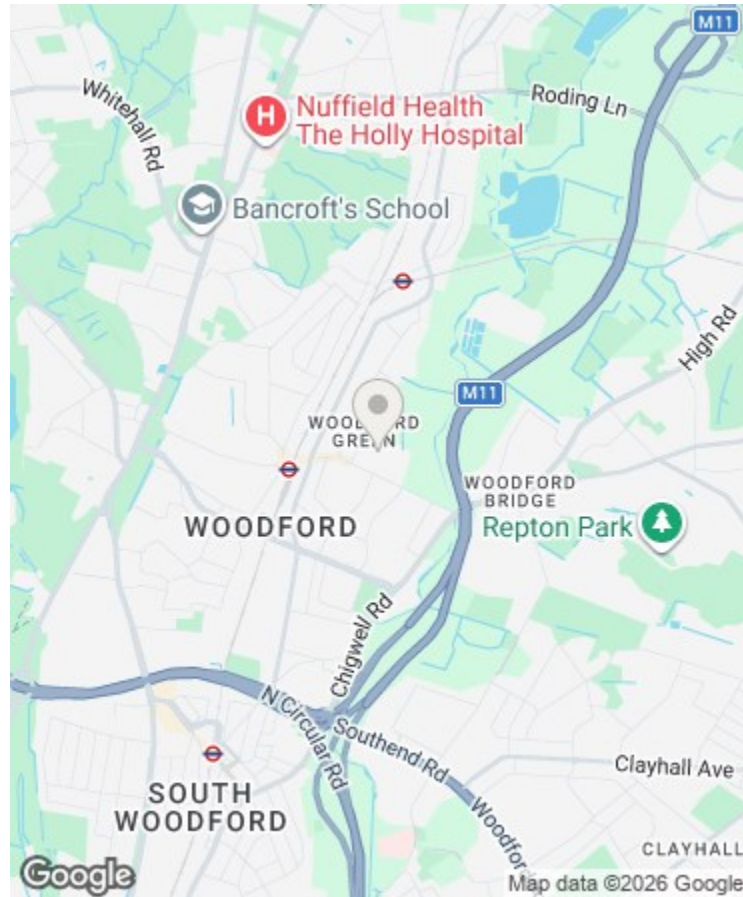 M11
Whitehall Rd
Roding Ln
H
Nuffield Health
The Holly Hospital
Bancroft's School
High Rd
M11
WOODFORD
GREEN
WOODFORD
BRIDGE
WOODFORD
Repton Park
Chigwell Rd
N Circular Rd
Southend Rd
Clayhall Ave
SOUTH
WOODFORD
CLAYHALL
Google
Map data ©2026 Google